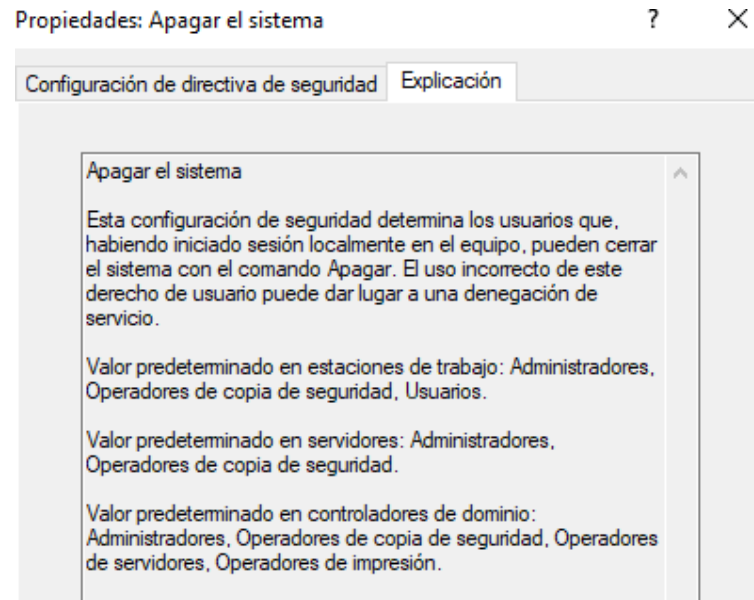 Propiedades: Apagar el sistema ? ×
Configuración de directiva de seguridad Explicación
Apagar el sistema
Esta configuración de seguridad determina los usuarios que,
habiendo iniciado sesión localmente en el equipo, pueden cerrar
el sistema con el comando Apagar. El uso incorrecto de este
derecho de usuario puede dar lugar a una denegación de
servicio.
Valor predeterminado en estaciones de trabajo: Administradores,
Operadores de copia de seguridad, Usuarios.
Valor predeterminado en servidores: Administradores,
Operadores de copia de seguridad.
Valor predeterminado en controladores de dominio:
Administradores, Operadores de copia de seguridad, Operadores
de servidores, Operadores de impresión.